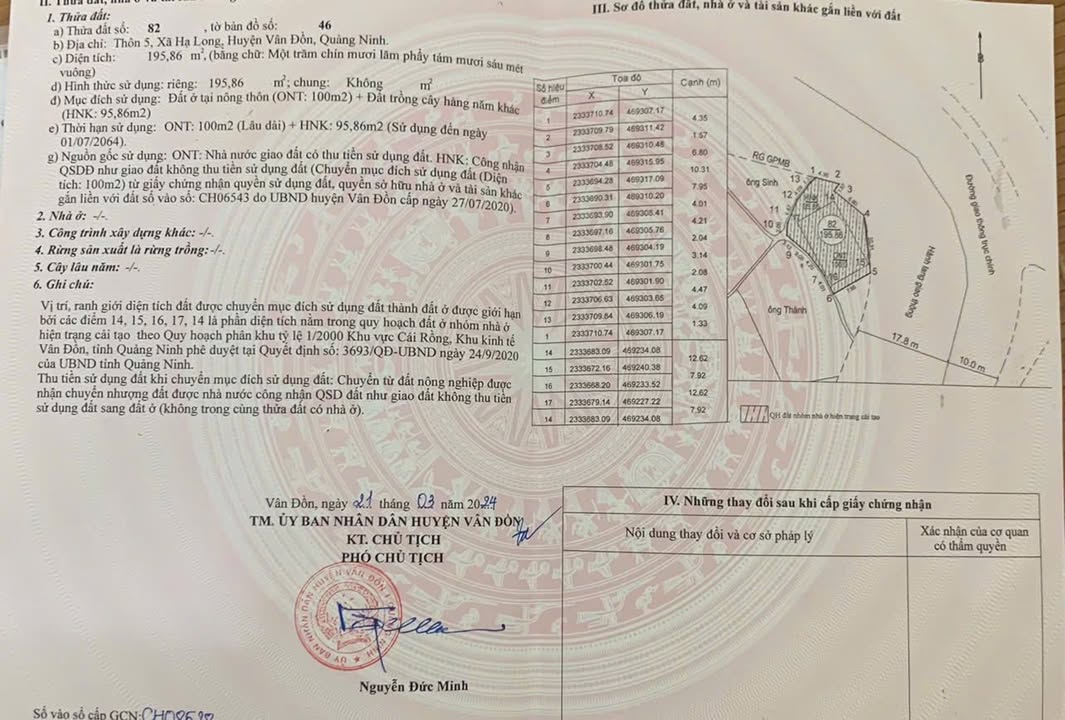 1. Thửa đất:
a) Thửa đất số: 82 , tờ bản đồ số: 46
b) Địa chỉ: Thôn 5, Xã Hạ Long, Huyện Vân Đồn, Quảng Ninh.
c) Diện tích: 195,86 m², (bằng chữ: Một trăm chín mươi lăm phẩy tám mươi sáu mét
vuông)
d) Hình thức sử dụng: riêng: 195,86 m²; chung: Không m²
đ) Mục đích sử dụng: Đất ở tại nông thôn (ONT: 100m2) + Đất trồng cây hàng năm khác
(HNK: 95,86m2)
e) Thời hạn sử dụng: ONT: 100m2 (Lâu dài) + HNK: 95,86m2 (Sử dụng đến ngày
01/07/2064).
g) Nguồn gốc sử dụng: ONT: Nhà nước giao đất có thu tiền sử dụng đất. HNK: Công nhận
QSDĐ như giao đất không thu tiền sử dụng đất (Chuyển mục đích sử dụng đất (Diện
tích: 100m2) từ giấy chứng nhận quyền sử dụng đất, quyền sở hữu nhà ở và tài sản khác
gắn liền với đất số vào sổ: CH06543 do UBND huyện Vân Đồn cấp ngày 27/07/2020).
2. Nhà ở: -/-.
3. Công trình xây dựng khác: -/-.
4. Rừng sản xuất là rừng trồng:-/-.
5. Cây lâu năm: -/-.
6. Ghi chú:
Vị trí, ranh giới diện tích đất được chuyển mục đích sử dụng đất thành đất ở được giới hạn
bởi các điểm 14, 15, 16, 17, 14 là phần diện tích nằm trong quy hoạch đất ở nhóm nhà ở
hiện trạng cải tạo theo Quy hoạch phân khu tỷ lệ 1/2000 Khu vực Cái Rồng, Khu kinh tế
Vân Đồn, tỉnh Quảng Ninh phê duyệt tại Quyết định số: 3693/QĐ-UBND ngày 24/9/2020
của UBND tỉnh Quảng Ninh.
Thu tiền sử dụng đất khi chuyển mục đích sử dụng đất: Chuyển từ đất nông nghiệp được
nhận chuyển nhượng đất được nhà nước công nhận QSD đất như giao đất không thu tiền
sử dụng đất sang đất ở (không trong cùng thửa đất có nhà ở).
Vân Đồn, ngày 21 tháng 03 năm 2024
TM. ỦY BAN NHÂN DÂN HUYỆN VÂN ĐỒN
KT. CHỦ TỊCH
PHÓ CHỦ TỊCH
Nguyễn Đức Minh
Số vào sổ cấp GCN:
III. Sơ đồ thửa đất, nhà ở và tài sản khác gắn liền với đất
Số hiệu điểm Tọa độ Cạnh (m)
X Y
1 2333710.74 469307.17
4.35
2 2333709.79 469311.42
1.57
3 2333708.52 469310.48
6.80
4 2333704.48 469315.95
10.31
5 2333694.28 469317.09
7.95
6 2333690.31 469310.20
4.01
7 2333693.90 469308.41
4.21
8 2333697.16 469305.76
2.04
9 2333698.48 469304.19
3.14
10 2333700.44 469301.75
2.08
11 2333702.52 469301.90
4.47
12 2333706.63 469303.65
4.09
13 2333709.84 469306.19
1.33
1 2333710.74 469307.17
14 2333683.09 469234.08
12.62
15 2333672.16 469240.38
7.92
16 2333668.20 469233.52
12.62
17 2333679.14 469227.22
7.92
14 2333683.09 469234.08
RG GPMB
ông Sinh
ông Thành
82
195.86
Hành lang giao thông
Đường giao thông trục chính
17.8 m
10.0 m
QH đất nhóm nhà ở hiện trạng cải tạo
IV. Những thay đổi sau khi cấp giấy chứng nhận
Nội dung thay đổi và cơ sở pháp lý
Xác nhận của cơ quan
có thẩm quyền